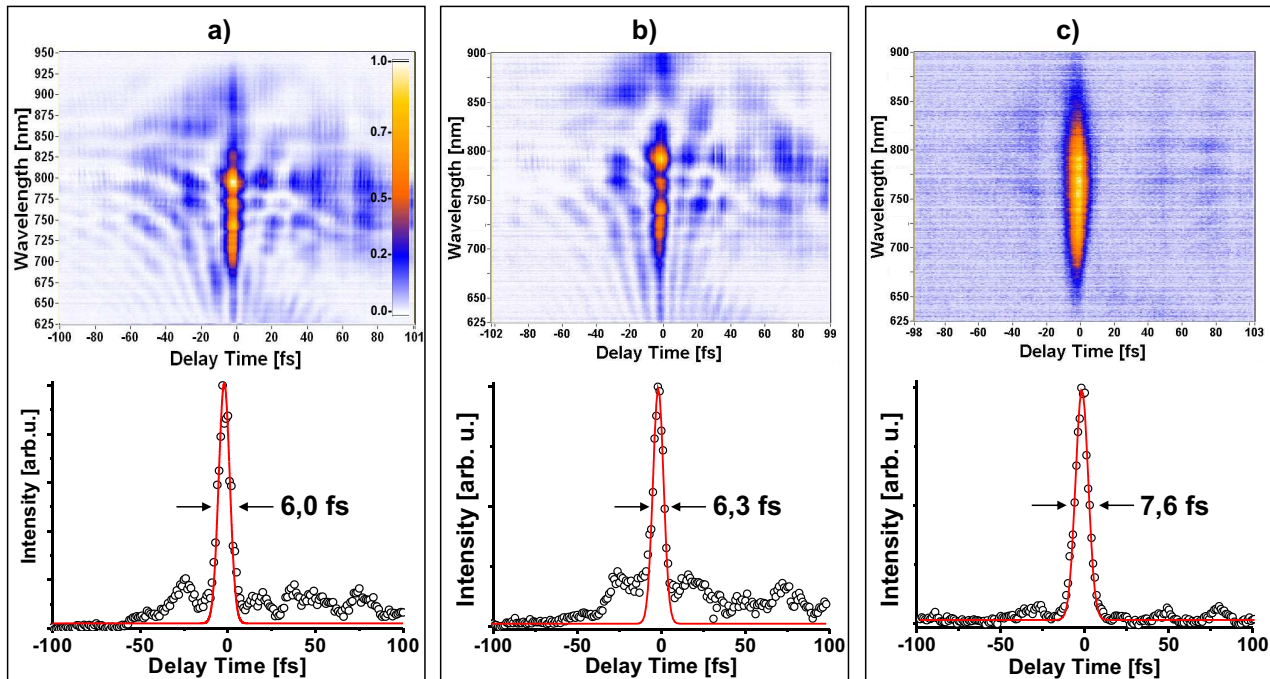 a)
Wavelength [nm]
950
925
900
875
850
825
800
775
750
725
700
675
650
625
1.0
0.7
0.5
0.2
0.0
-100 -80 -60 -40 -20 0 20 40 60 80 101
Delay Time [fs]
Intensity [arb.u.]
6,0 fs
-100 -50 0 50 100
Delay Time [fs]
b)
Wavelength [nm]
900
850
800
750
700
650
625
-102 -80 -60 -40 -20 0 20 40 60 80 99
Delay Time [fs]
Intensity [arb. u.]
6,3 fs
-100 -50 0 50 100
Delay Time [fs]
c)
Wavelength [nm]
900
850
800
750
700
650
625
-98 -80 -60 -40 -20 0 20 40 60 80 103
Delay Time [fs]
Intensity [arb. u.]
7,6 fs
-100 -50 0 50 100
Delay Time [fs]